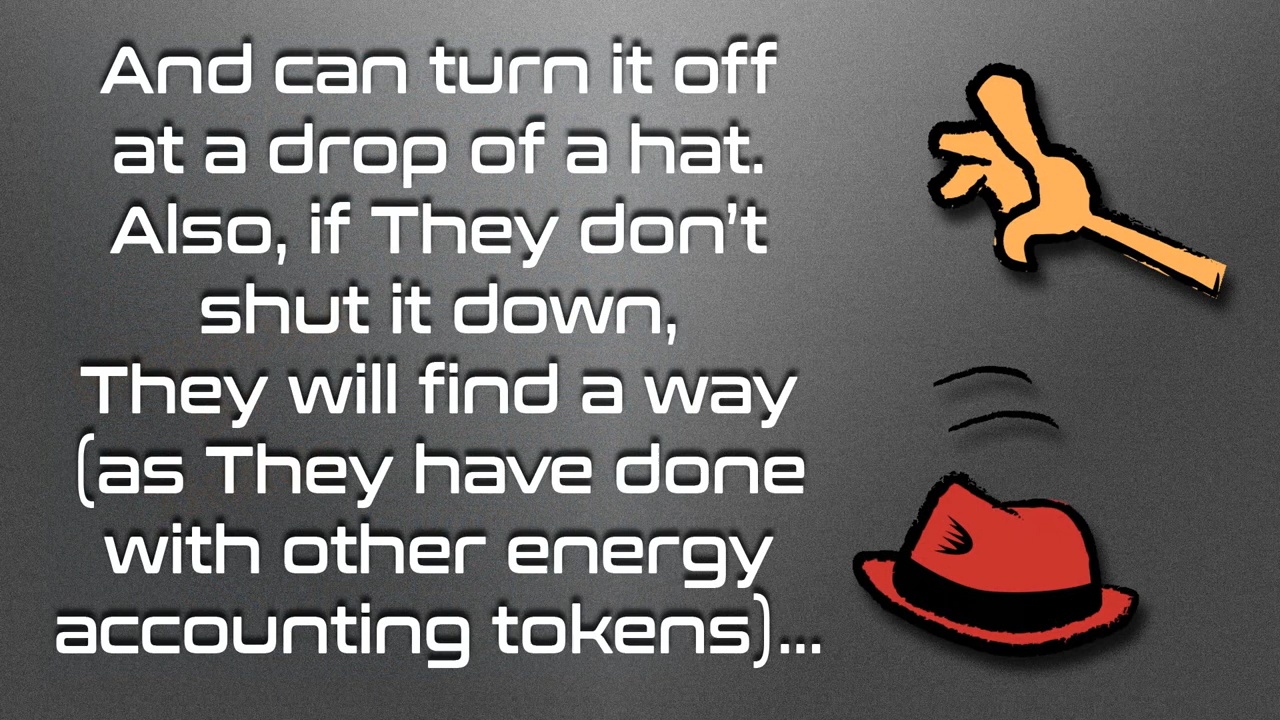 And can turn it off
at a drop of a hat.
Also, if They don’t
shut it down,
They will find a way
(as They have done
with other energy
accounting tokens)...